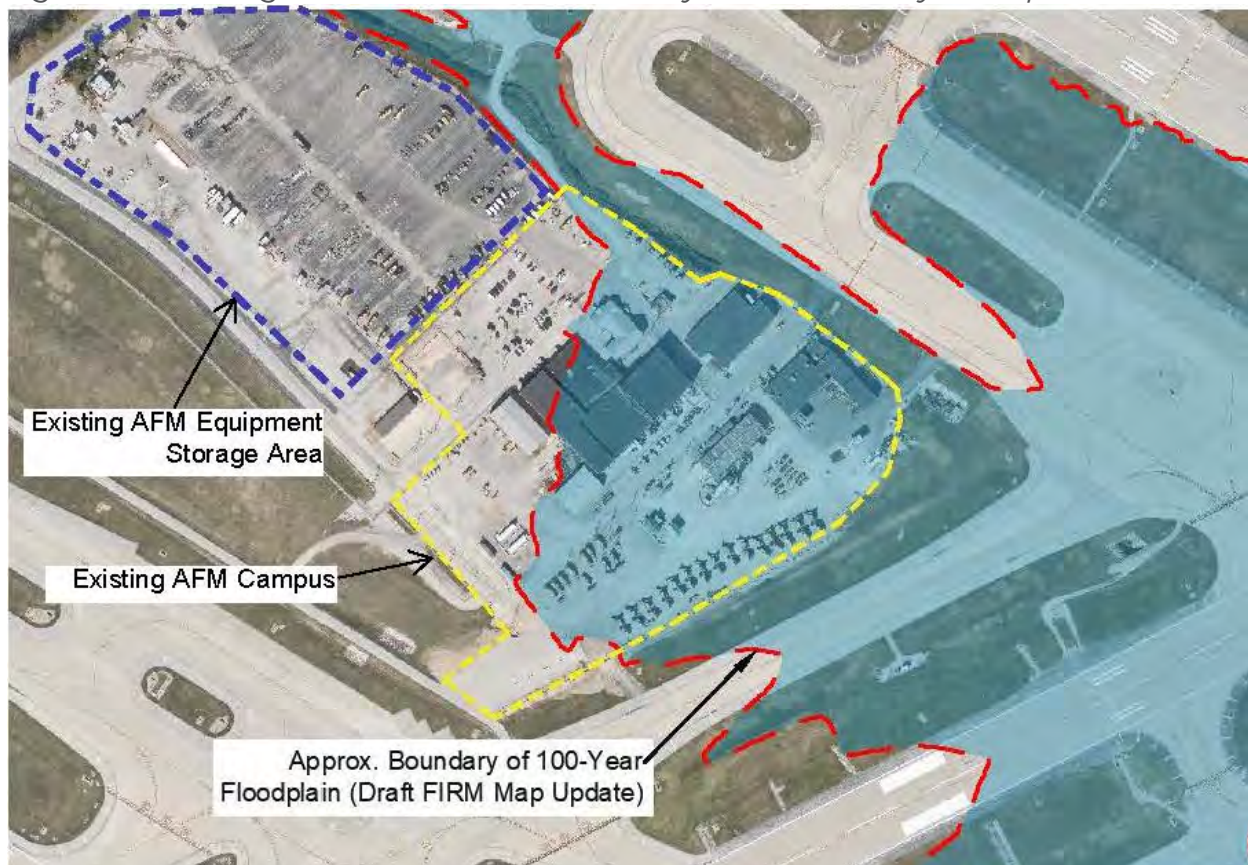 Existing AFM Equipment
Storage Area
Existing AFM Campus
Approx. Boundary of 100-Year
Floodplain (Draft FIRM Map Update)